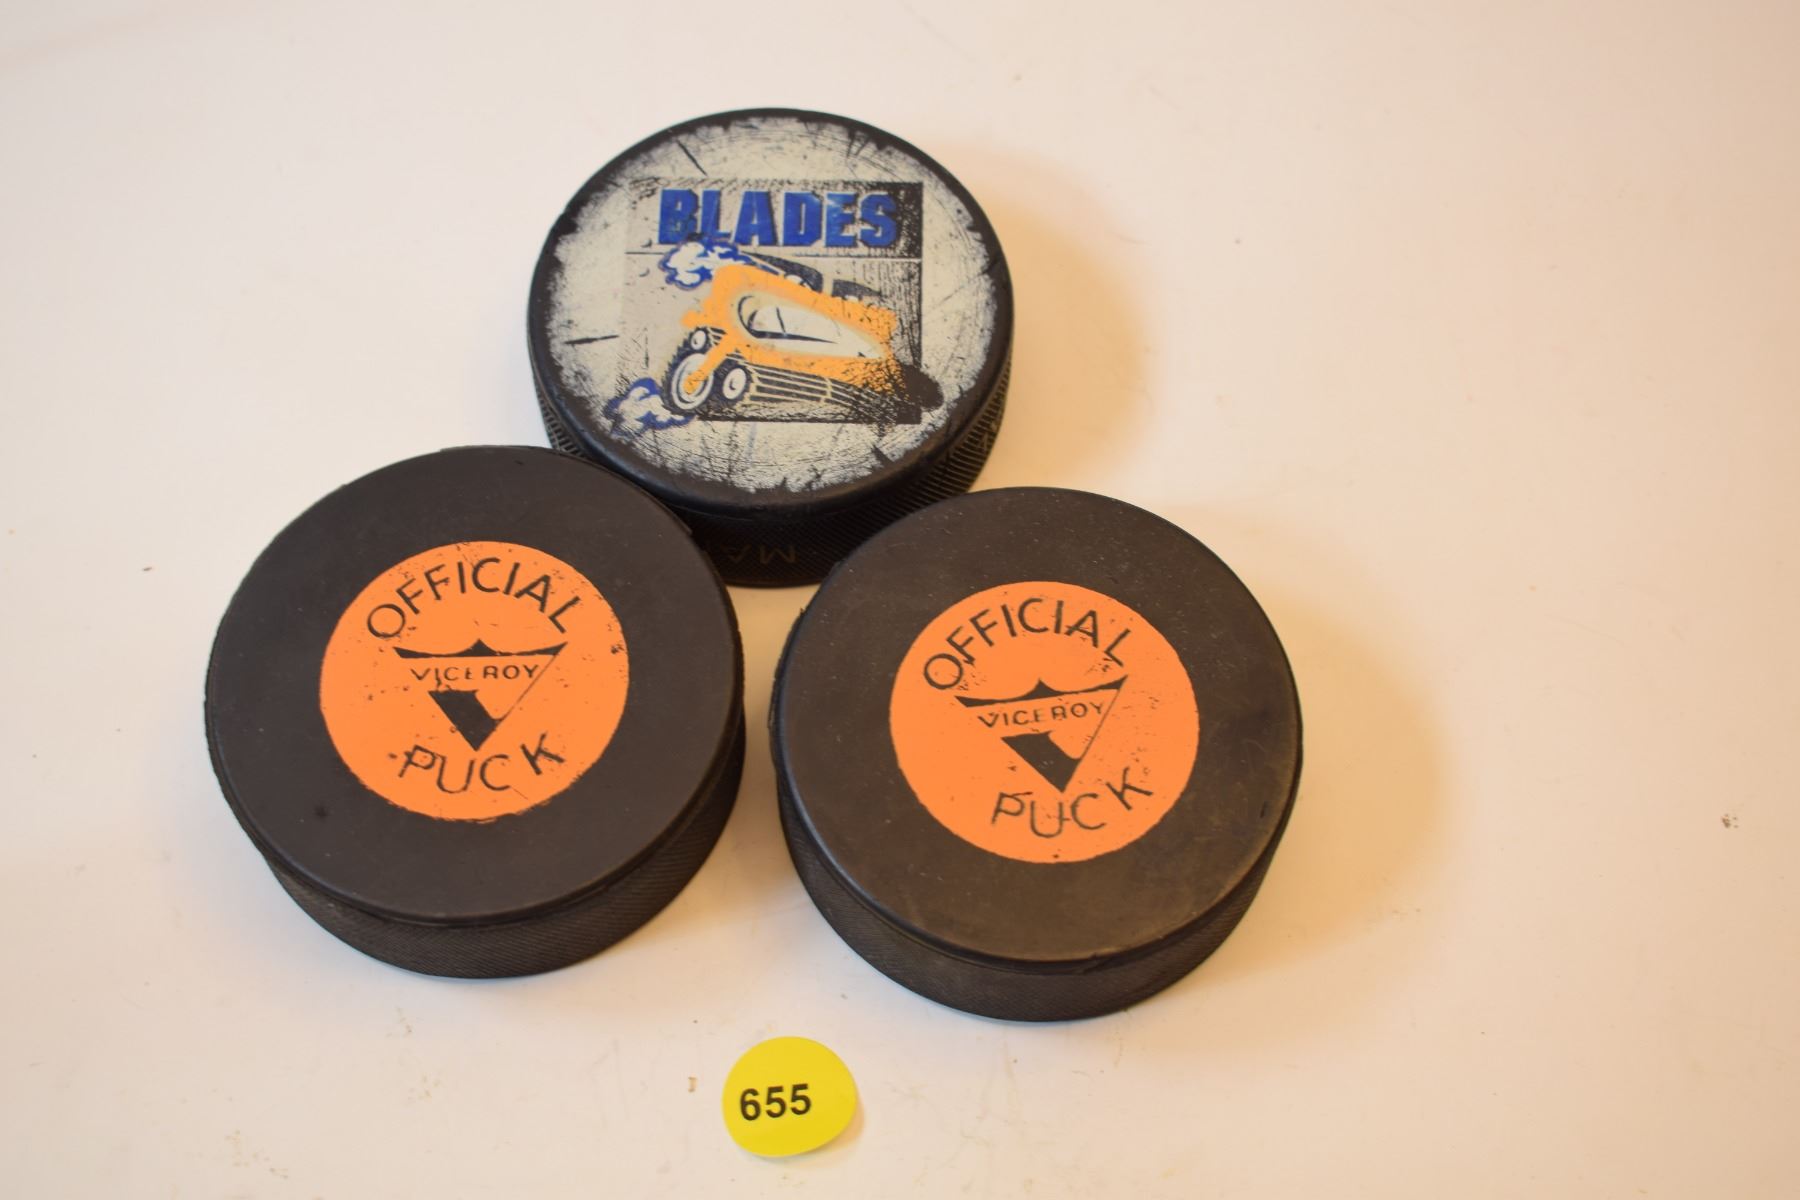 BLADES
OFFICIAL
VICEROY
PUCK
OFFICIAL
VICEROY
PUCK
655